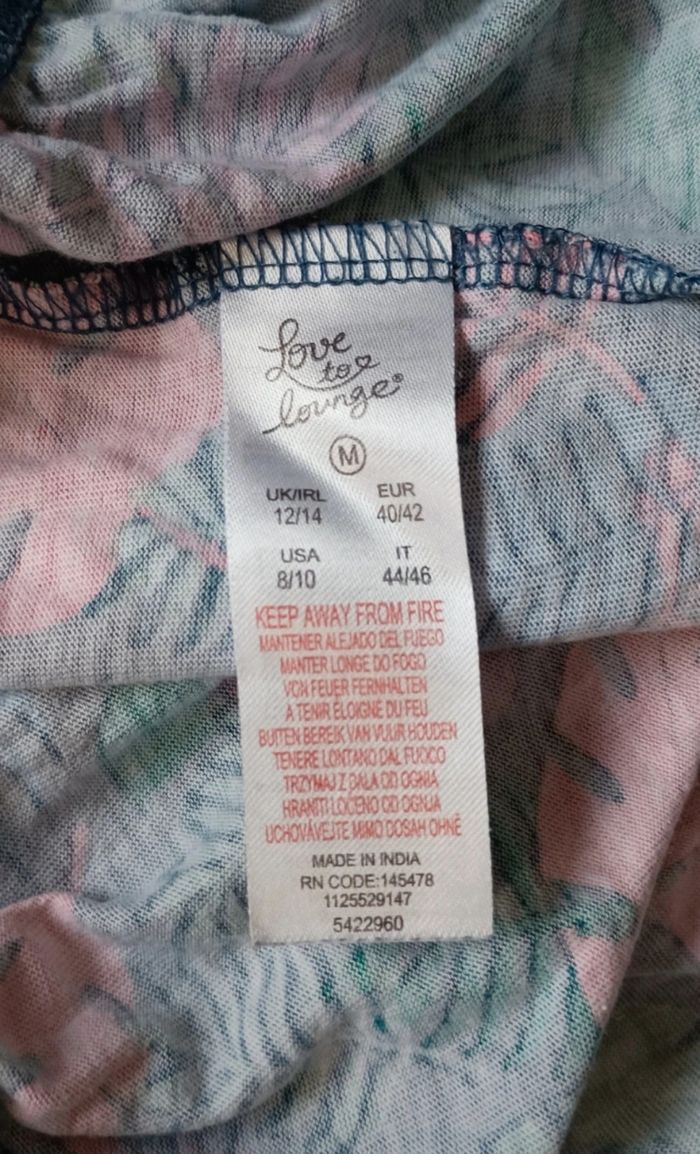 Love
to
lounge®
M
UK/IRL EUR
12/14 40/42
USA IT
8/10 44/46
KEEP AWAY FROM FIRE
MANTENER ALEJADO DEL FUEGO
MANTER LONGE DO FOGO
VON FEUER FERNHALTEN
A TENIR ÉLOIGNE DU FEU
BUITEN BEREIK VAN VUUR HOUDEN
TENERE LONTANO DAL FUOCO
TRZYMAJ Z DALA OD OGNIA
HRANITI LOČENO OD OGNJA
UCHOVÁVEJTE MIMO DOSAH OHNĚ
MADE IN INDIA
RN CODE:145478
1125529147
5422960